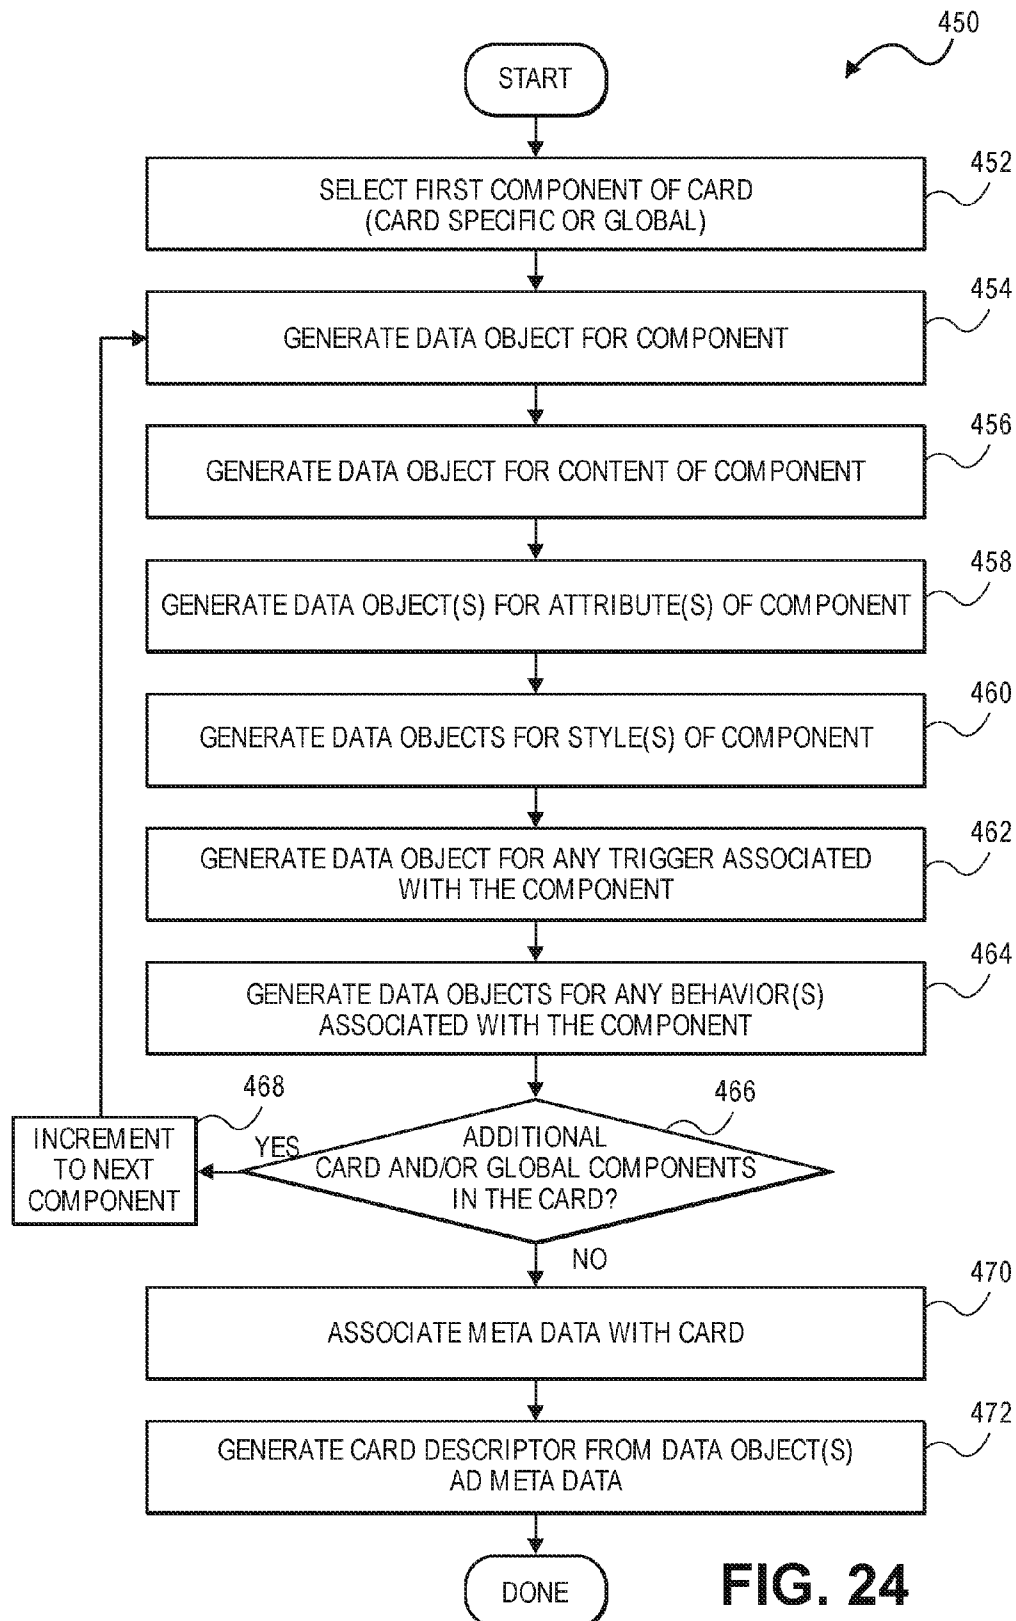 450
START
452
SELECT FIRST COMPONENT OF CARD
(CARD SPECIFIC OR GLOBAL)
454
GENERATE DATA OBJECT FOR COMPONENT
456
GENERATE DATA OBJECT FOR CONTENT OF COMPONENT
458
GENERATE DATA OBJECT(S) FOR ATTRIBUTE(S) OF COMPONENT
460
GENERATE DATA OBJECTS FOR STYLE(S) OF COMPONENT
462
GENERATE DATA OBJECT FOR ANY TRIGGER ASSOCIATED
WITH THE COMPONENT
464
GENERATE DATA OBJECTS FOR ANY BEHAVIOR(S)
ASSOCIATED WITH THE COMPONENT
468
INCREMENT
TO NEXT
COMPONENT
YES
466
ADDITIONAL
CARD AND/OR GLOBAL COMPONENTS
IN THE CARD?
NO
470
ASSOCIATE META DATA WITH CARD
472
GENERATE CARD DESCRIPTOR FROM DATA OBJECT(S)
AD META DATA
DONE
FIG. 24